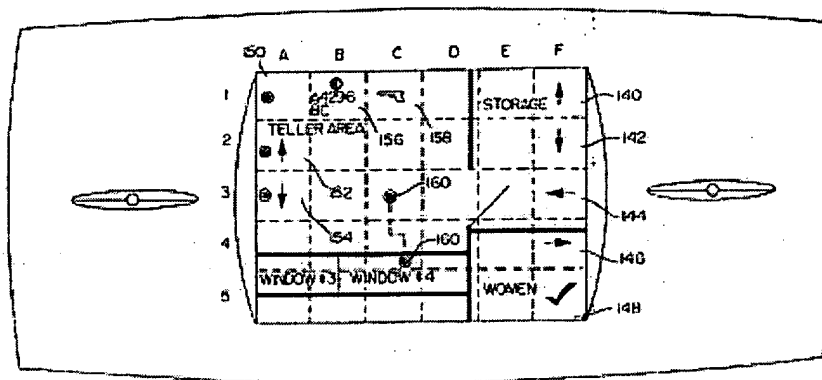 150 A B C D E F
1 STORAGE 140
64296
BC
2 TELLER AREA 156 158 142
3 152 160 144
4 154 160 146
WINDOW #3 WINDOW #4
5 WOMEN 148